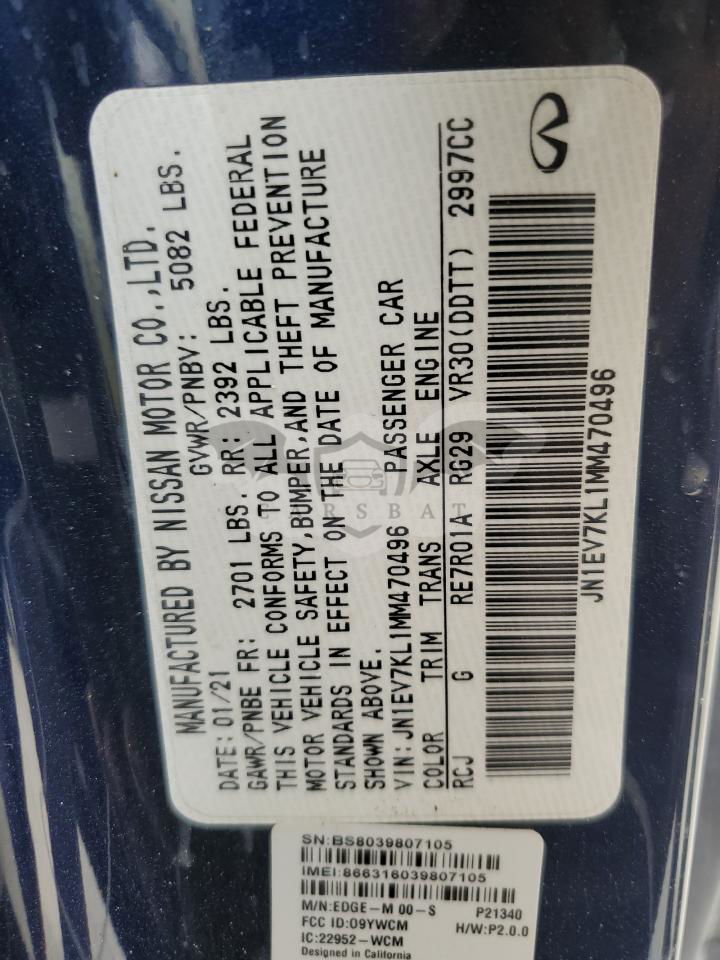 MANUFACTURED BY NISSAN MOTOR CO.,LTD.
DATE: 01/21 GVWR/PNBV: 5082 LBS.
GAWR/PNBE FR: 2701 LBS. RR: 2392 LBS.
THIS VEHICLE CONFORMS TO ALL APPLICABLE FEDERAL
MOTOR VEHICLE SAFETY,BUMPER,AND THEFT PREVENTION
STANDARDS IN EFFECT ON THE DATE OF MANUFACTURE
SHOWN ABOVE.
VIN:JN1EV7KL1MM470496 PASSENGER CAR
COLOR TRIM TRANS AXLE ENGINE
RCJ G RE7R01A RG29 VR30(DDTT) 2997CC
JN1EV7KL1MM470496
SN:BS8039807105
IMEI:866316039807105
M/N:EDGE-M 00-S P21340
FCC ID:O9YWCM H/W:P2.0.0
IC:22952-WCM
Designed in California